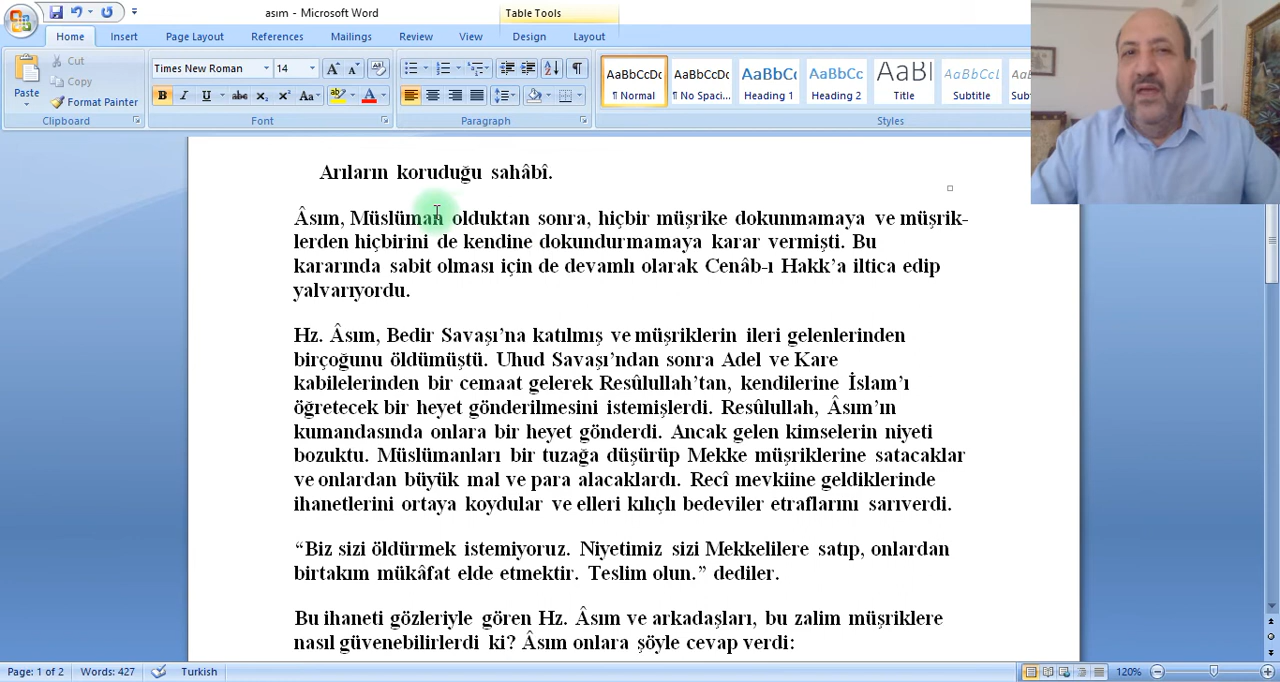 asım - Microsoft Word
Table Tools
Home Insert Page Layout References Mailings Review View Design Layout
Paste
Cut
Copy
Format Painter
Clipboard
Times New Roman 14
Font
Paragraph
AaBbCcDc AaBbCcDc AaBbCc AaBbCc AaBl AaBbCcL
¶ Normal ¶ No Spaci... Heading 1 Heading 2 Title Subtitle
Styles
Arıların koruduğu sahâbî.
Âsım, Müslüman olduktan sonra, hiçbir müşrike dokunmamaya ve müşrik-
lerden hiçbirini de kendine dokundurmamaya karar vermişti. Bu
kararında sabit olması için de devamlı olarak Cenâb-ı Hakk’a iltica edip
yalvarıyordu.
Hz. Âsım, Bedir Savaşı’na katılmış ve müşriklerin ileri gelenlerinden
birçoğunu öldümüştü. Uhud Savaşı’ndan sonra Adel ve Kare
kabilelerinden bir cemaat gelerek Resûlullah’tan, kendilerine İslam’ı
öğretecek bir heyet gönderilmesini istemişlerdi. Resûlullah, Âsım’ın
kumandasında onlara bir heyet gönderdi. Ancak gelen kimselerin niyeti
bozuktu. Müslümanları bir tuzağa düşürüp Mekke müşriklerine satacaklar
ve onlardan büyük mal ve para alacaklardı. Recî mevkiine geldiklerinde
ihanetlerini ortaya koydular ve elleri kılıçlı bedeviler etraflarını sarıverdi.
“Biz sizi öldürmek istemiyoruz. Niyetimiz sizi Mekkelilere satıp, onlardan
birtakım mükâfat elde etmektir. Teslim olun.” dediler.
Bu ihaneti gözleriyle gören Hz. Âsım ve arkadaşları, bu zalim müşriklere
nasıl güvenebilirlerdi ki? Âsım onlara şöyle cevap verdi:
Page: 1 of 2 Words: 427 Turkish 120%